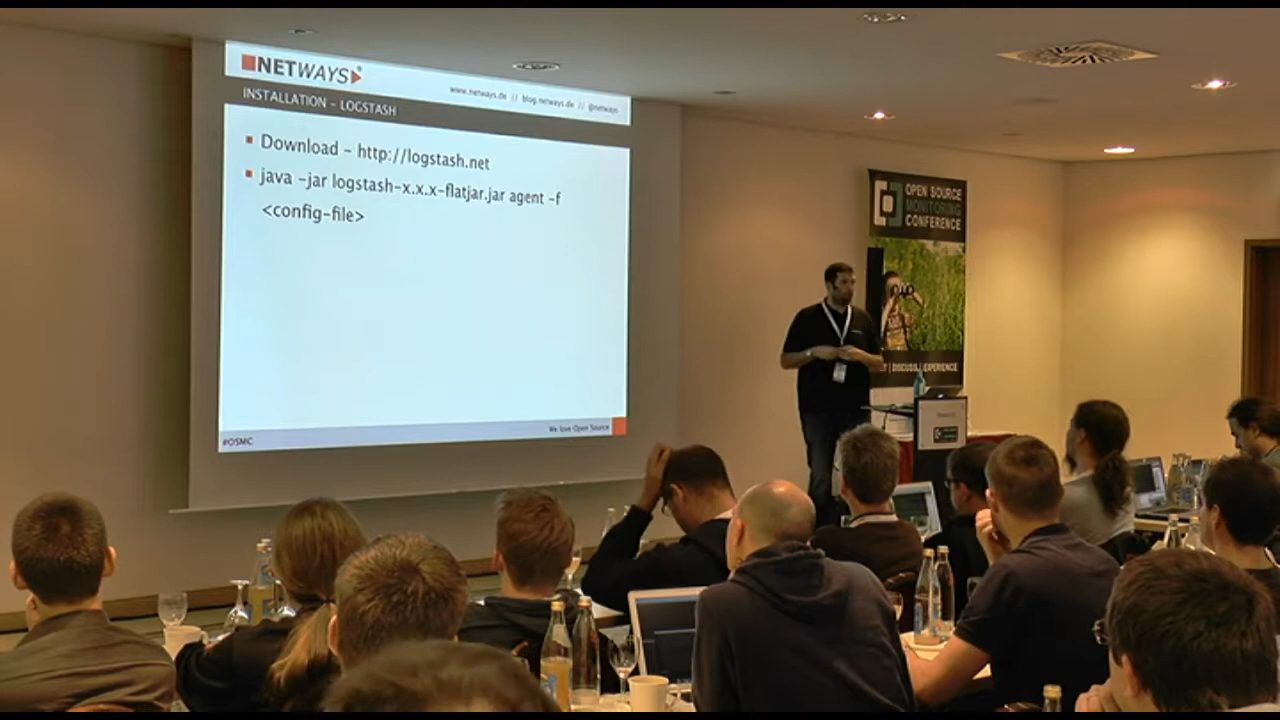 NETWAYS
www.netways.de // blog.netways.de // @netways
INSTALLATION - LOGSTASH
Download - http://logstash.net
java -jar logstash-x.x.x-flatjar.jar agent -f
<config-file>
#OSMC
We love Open Source
OPEN SOURCE
MONITORING
CONFERENCE
| DISCUSS | EXPERIENCE